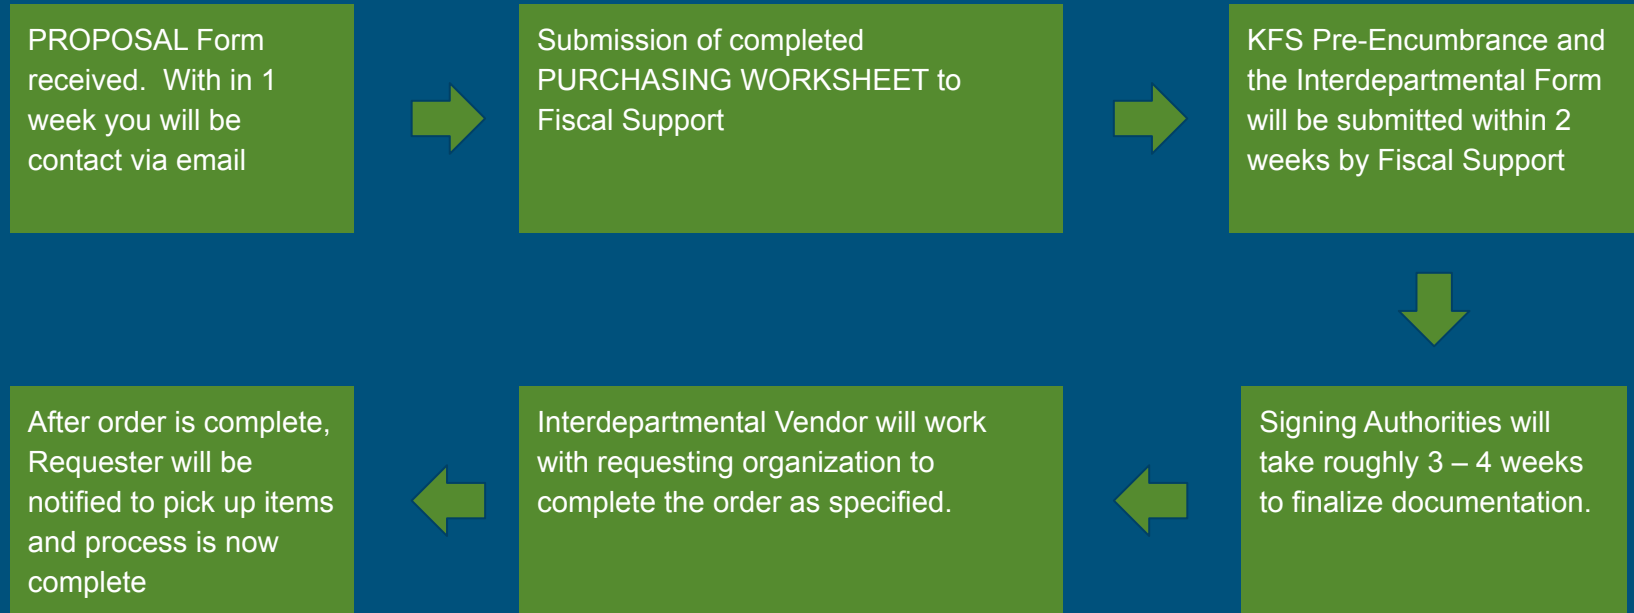 PROPOSAL Form
received.  With in 1
week you will be
contact via email
Submission of completed
PURCHASING WORKSHEET to
Fiscal Support
KFS Pre-Encumbrance and
the Interdepartmental Form
will be submitted within 2
weeks by Fiscal Support
Signing Authorities will
take roughly 3 – 4 weeks
to finalize documentation.
Interdepartmental Vendor will work
with requesting organization to
complete the order as specified.
After order is complete,
Requester will be
notified to pick up items
and process is now
complete